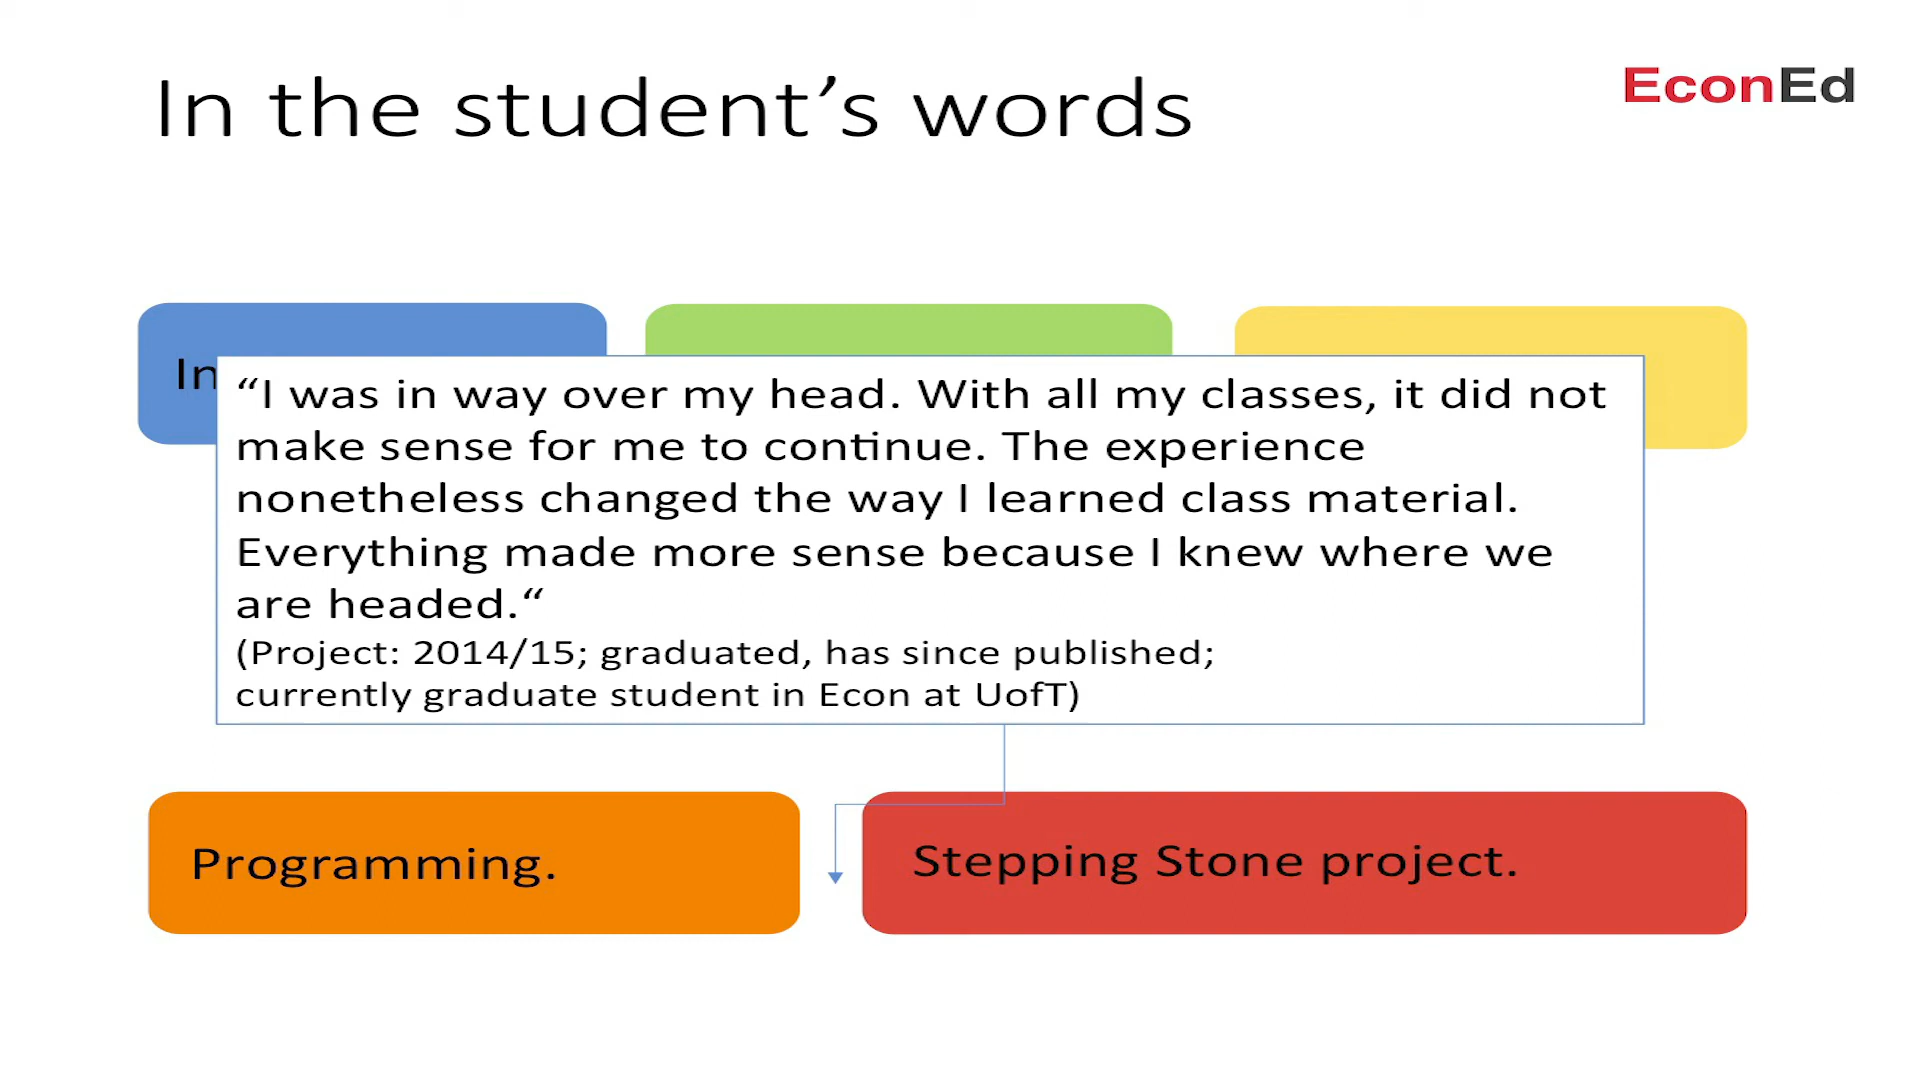 In the student’s words
EconEd
In
“I was in way over my head. With all my classes, it did not
make sense for me to continue. The experience
nonetheless changed the way I learned class material.
Everything made more sense because I knew where we
are headed.“
(Project: 2014/15; graduated, has since published;
currently graduate student in Econ at UofT)
Programming.
Stepping Stone project.